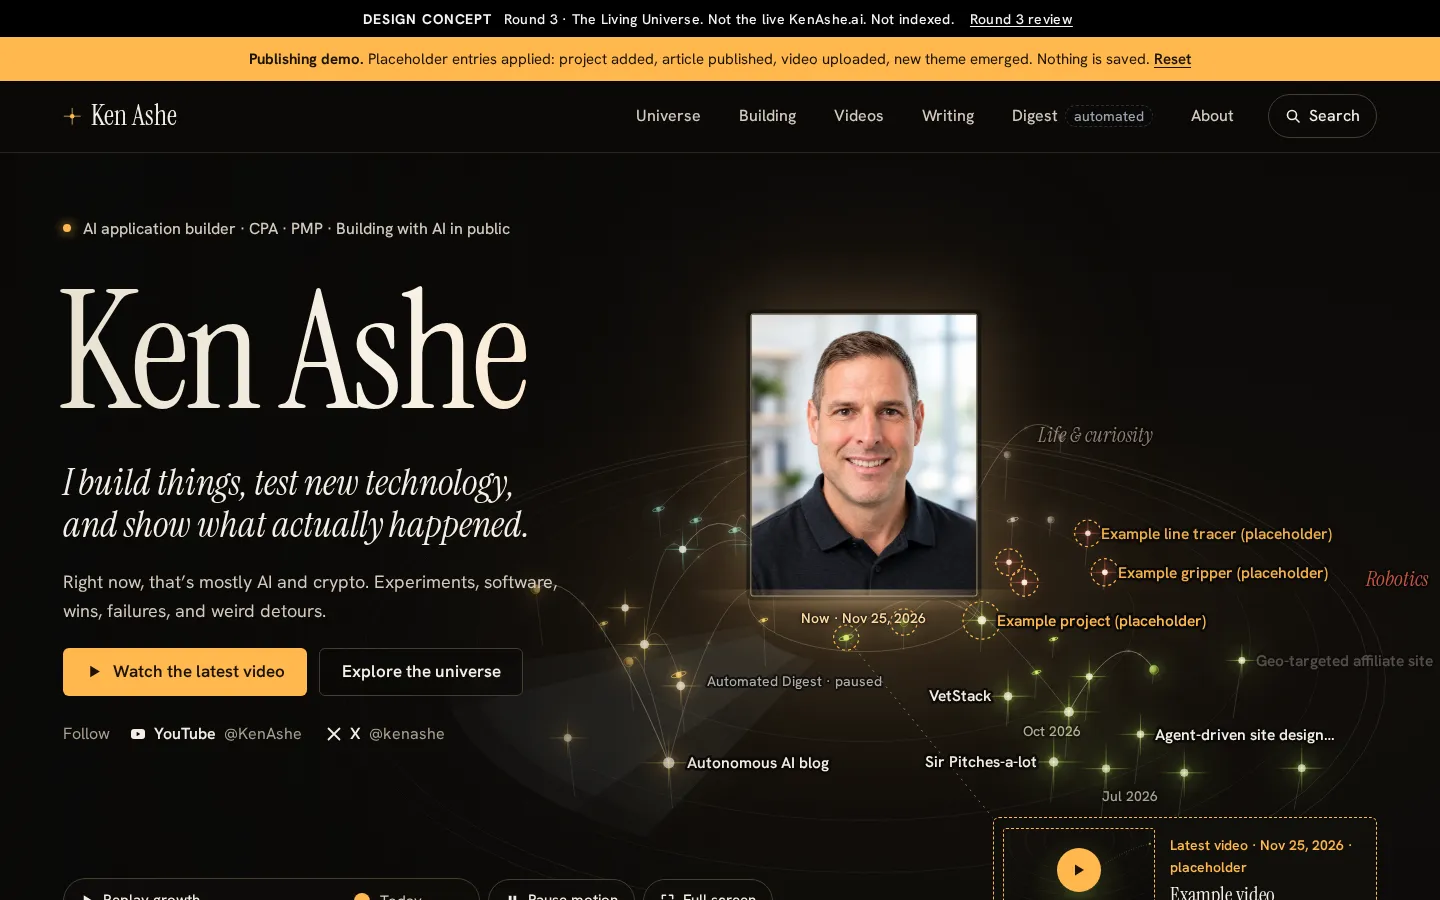 DESIGN CONCEPT Round 3 · The Living Universe. Not the live KenAshe.ai. Not indexed. Round 3 review
Publishing demo. Placeholder entries applied: project added, article published, video uploaded, new theme emerged. Nothing is saved. Reset
Ken Ashe
Universe Building Videos Writing Digest automated About Search
AI application builder · CPA · PMP · Building with AI in public
Ken Ashe
I build things, test new technology,
and show what actually happened.
Right now, that's mostly AI and crypto. Experiments, software,
wins, failures, and weird detours.
Watch the latest video Explore the universe
Follow YouTube @KenAshe X @kenashe
Life & curiosity
Example line tracer (placeholder)
Example gripper (placeholder)
Robotics
Now · Nov 25, 2026
Example project (placeholder)
Geo-targeted affiliate site
Automated Digest · paused
VetStack
Oct 2026
Agent-driven site design...
Autonomous AI blog
Sir Pitches-a-lot
Jul 2026
Latest video · Nov 25, 2026 ·
placeholder
Example video
Replay growth Today Pause motion Full screen